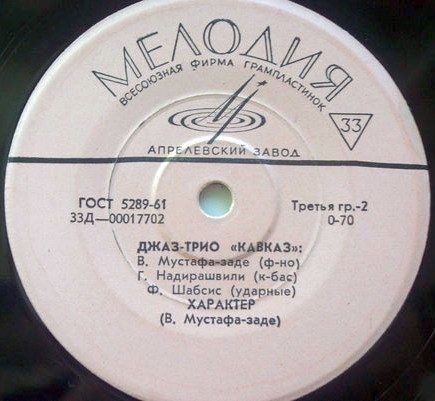 МЕЛОДИЯ
ВСЕСОЮЗНАЯ ФИРМА ГРАМПЛАСТИНОК
33
АПРЕЛЕВСКИЙ ЗАВОД
ГОСТ 5289-61
Третья гр.-2
33Д—00017702
0-70
ДЖАЗ-ТРИО «КАВКАЗ»:
В. Мустафа-заде (ф-но)
Г. Надирашвили (к-бас)
Ф. Шабсис (ударные)
ХАРАКТЕР
(В. Мустафа-заде)